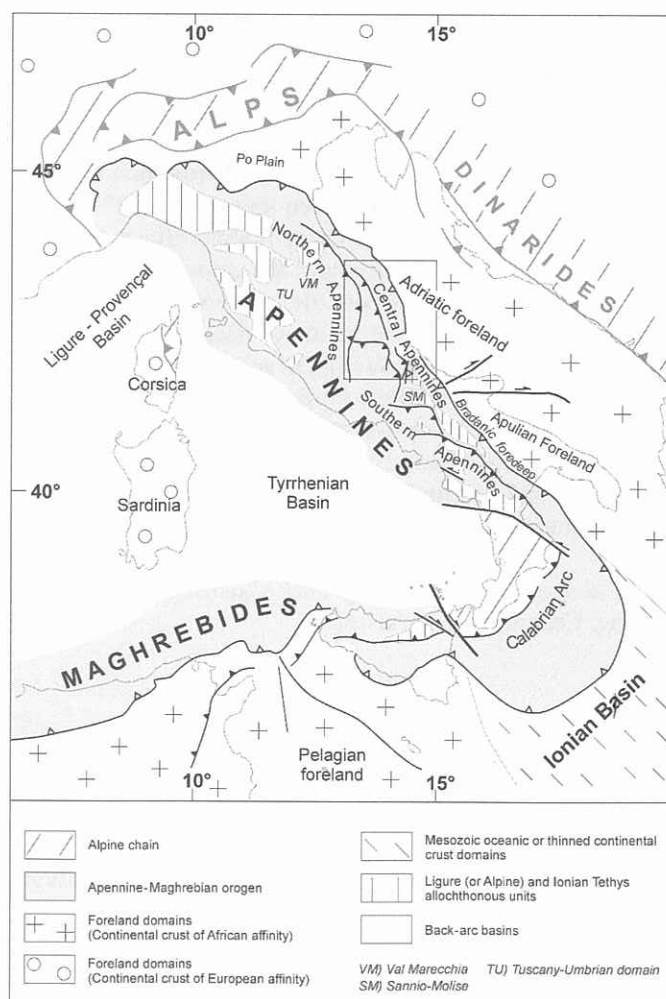 10°
15°
ALPS
DINARIDES
45°
Po Plain
Northern Apennines
VM
TU
Ligure - Provençal
Basin
APENNINES
Central Apennines
Adriatic foreland
Corsica
SM
Southern Apennines
Bradanic foredeep
Apulian Foreland
40°
Sardinia
Tyrrhenian
Basin
Calabrian Arc
MAGHREBIDES
Ionian Basin
Pelagian
foreland
10°
15°
Alpine chain
Apennine-Maghrebian orogen
Foreland domains
(Continental crust of African affinity)
Foreland domains
(Continental crust of European affinity)
Mesozoic oceanic or thinned continental
crust domains
Ligure (or Alpine) and Ionian Tethys
allochthonous units
Back-arc basins
VM) Val Marecchia TU) Tuscany-Umbrian domain
SM) Sannio-Molise